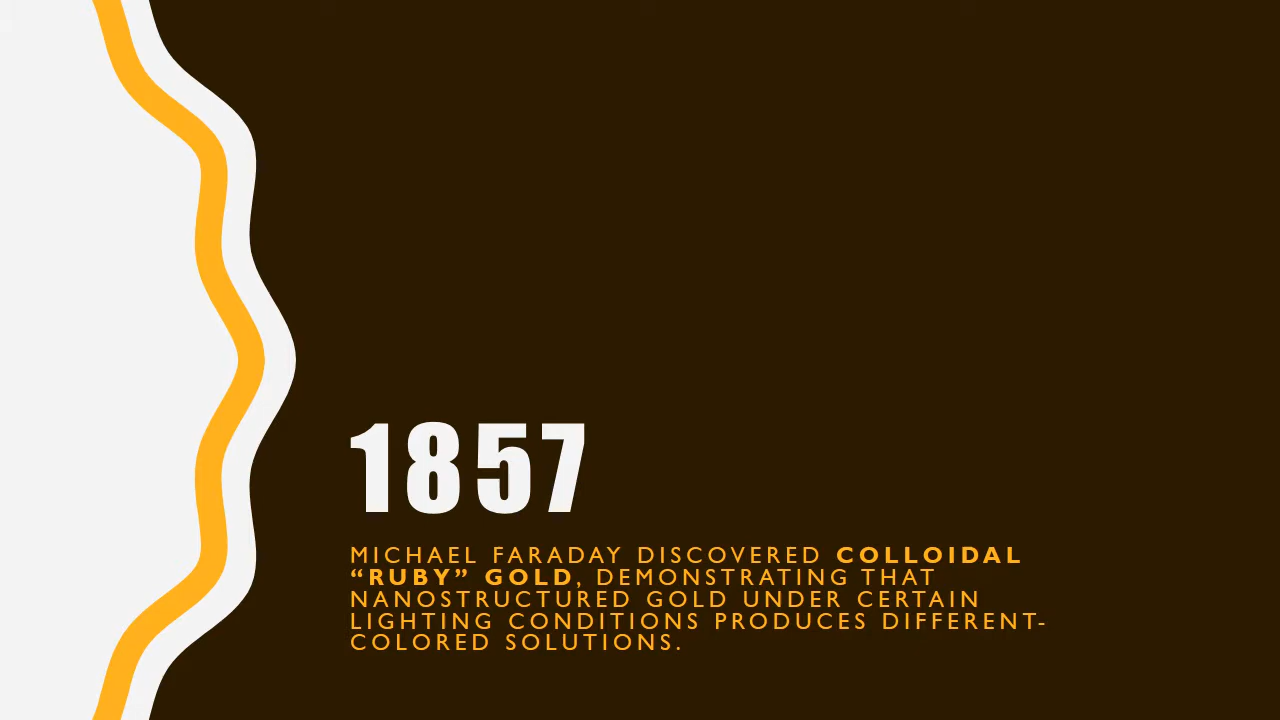 1857
MICHAEL FARADAY DISCOVERED COLLOIDAL
“RUBY” GOLD, DEMONSTRATING THAT
NANOSTRUCTURED GOLD UNDER CERTAIN
LIGHTING CONDITIONS PRODUCES DIFFERENT-
COLORED SOLUTIONS.